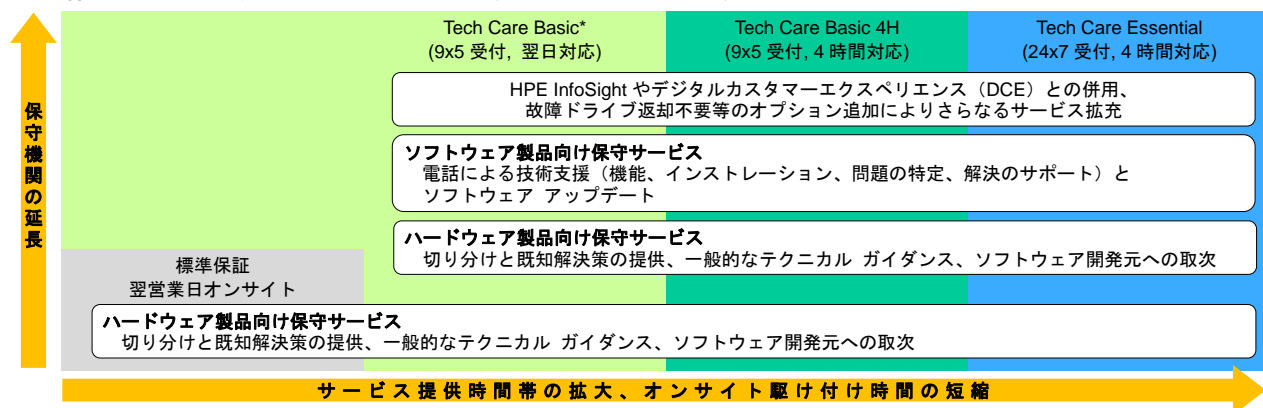 Tech Care Basic*
(9x5 受付, 翌日対応)
Tech Care Basic 4H
(9x5 受付, 4 時間対応)
Tech Care Essential
(24x7 受付, 4 時間対応)
保守機関の延長
HPE InfoSight やデジタルカスタマーエクスペリエンス（DCE）との併用、
故障ドライブ返却不要等のオプション追加によりさらなるサービス拡充
ソフトウェア製品向け保守サービス
電話による技術支援（機能、インストレーション、問題の特定、解決のサポート）と
ソフトウェア アップデート
ハードウェア製品向け保守サービス
切り分けと既知解決策の提供、一般的なテクニカル ガイダンス、ソフトウェア開発元への取次
標準保証
翌営業日オンサイト
ハードウェア製品向け保守サービス
切り分けと既知解決策の提供、一般的なテクニカル ガイダンス、ソフトウェア開発元への取次
サービス提供時間帯の拡大、オンサイト駆け付け時間の短縮